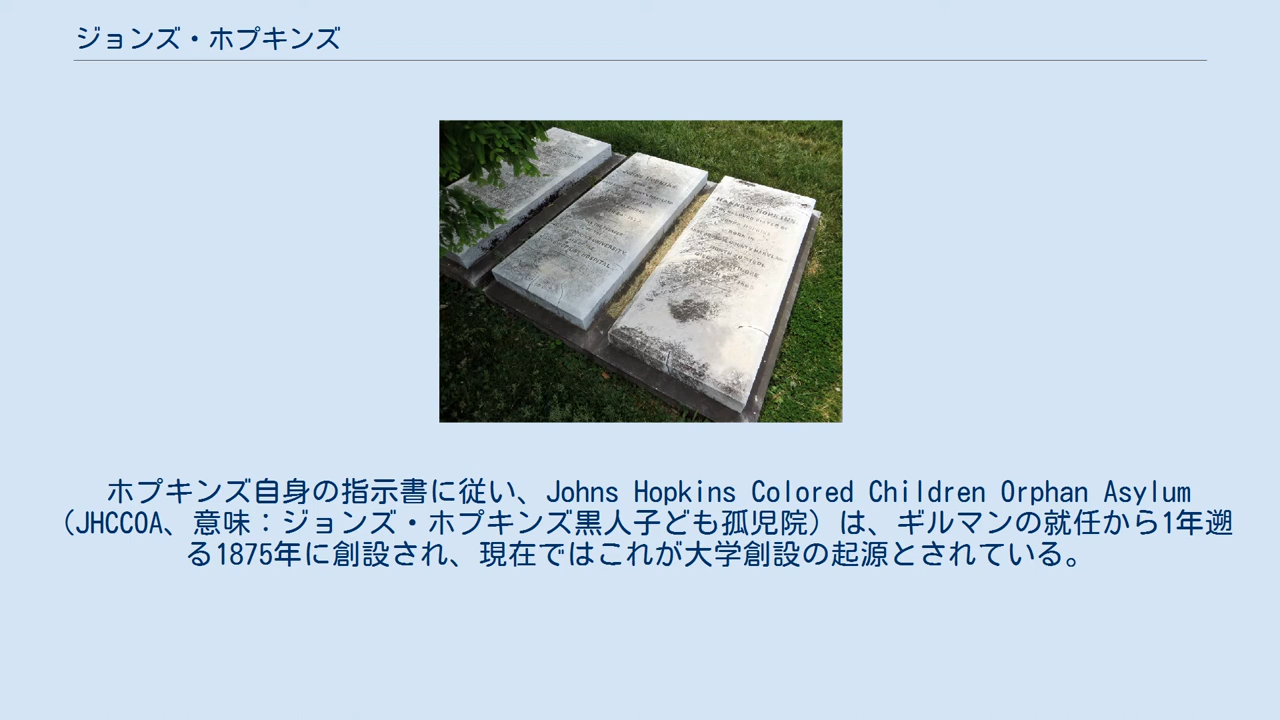 ジョンズ・ホプキンズ
HANNAH HOPKINS
ホプキンズ自身の指示書に従い、Johns Hopkins Colored Children Orphan Asylum
（JHCCOA、意味：ジョンズ・ホプキンズ黒人子ども孤児院）は、ギルマンの就任から1年遡
る1875年に創設され、現在ではこれが大学創設の起源とされている。